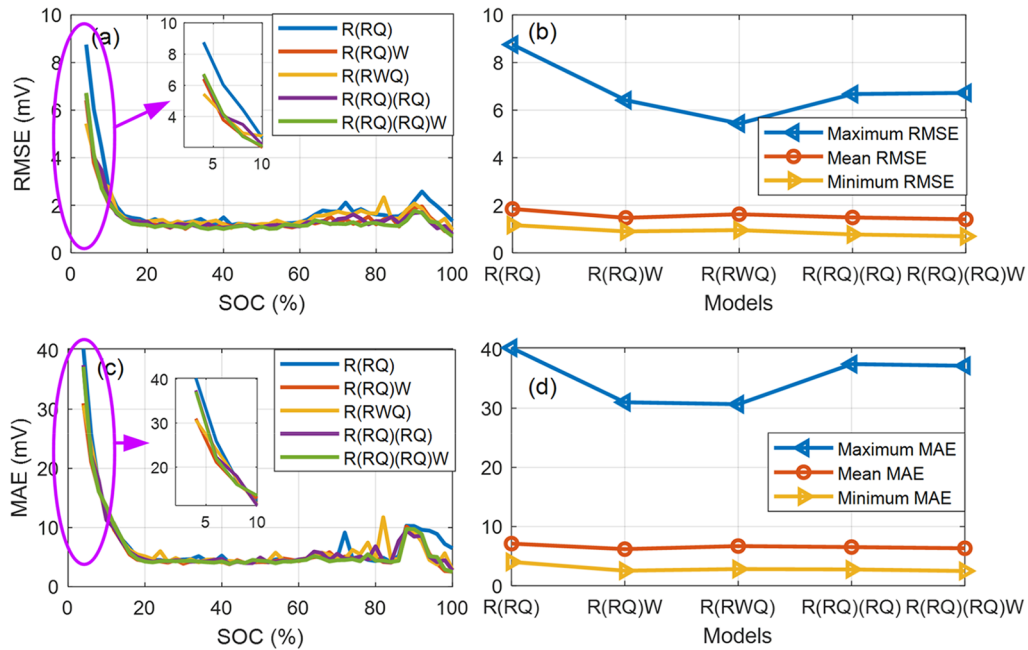 (a)
RMSE (mV)
10
8
6
4
2
0
0
20
40
60
80
100
SOC (%)
10
8
6
4
5
10
R(RQ)
R(RQ)W
R(RWQ)
R(RQ)(RQ)
R(RQ)(RQ)W
(b)
10
8
6
4
2
0
Maximum RMSE
Mean RMSE
Minimum RMSE
R(RQ)
R(RQ)W
R(RWQ)
R(RQ)(RQ)
R(RQ)(RQ)W
Models
(c)
MAE (mV)
40
30
20
10
0
0
20
40
60
80
100
SOC (%)
40
30
20
5
10
R(RQ)
R(RQ)W
R(RWQ)
R(RQ)(RQ)
R(RQ)(RQ)W
(d)
40
30
20
10
0
Maximum MAE
Mean MAE
Minimum MAE
R(RQ)
R(RQ)W
R(RWQ)
R(RQ)(RQ)
R(RQ)(RQ)W
Models